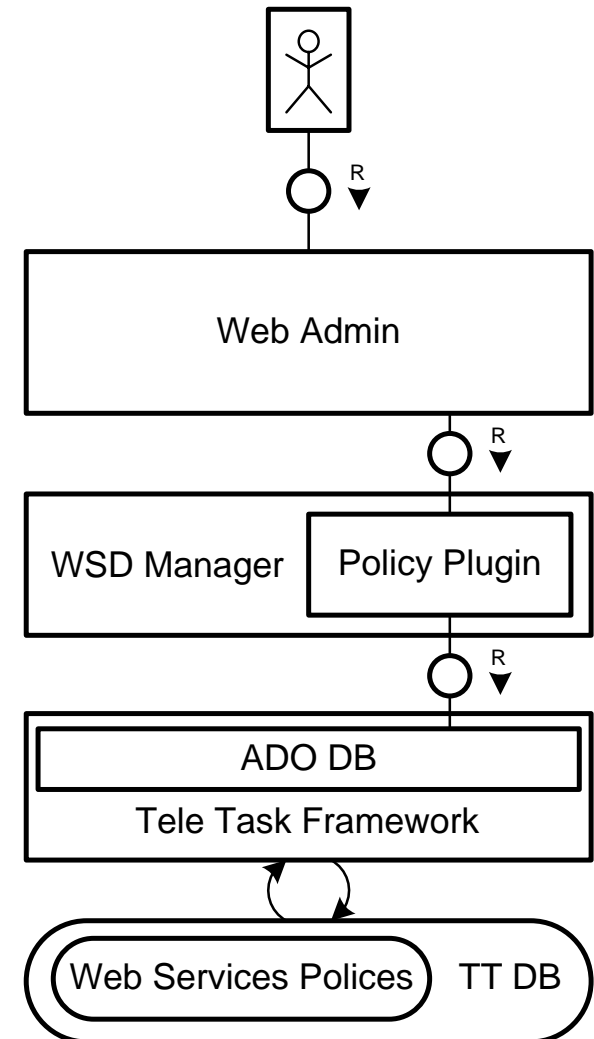 R
Web Admin
R
WSD Manager
Policy Plugin
R
ADO DB
Tele Task Framework
Web Services Polices
TT DB